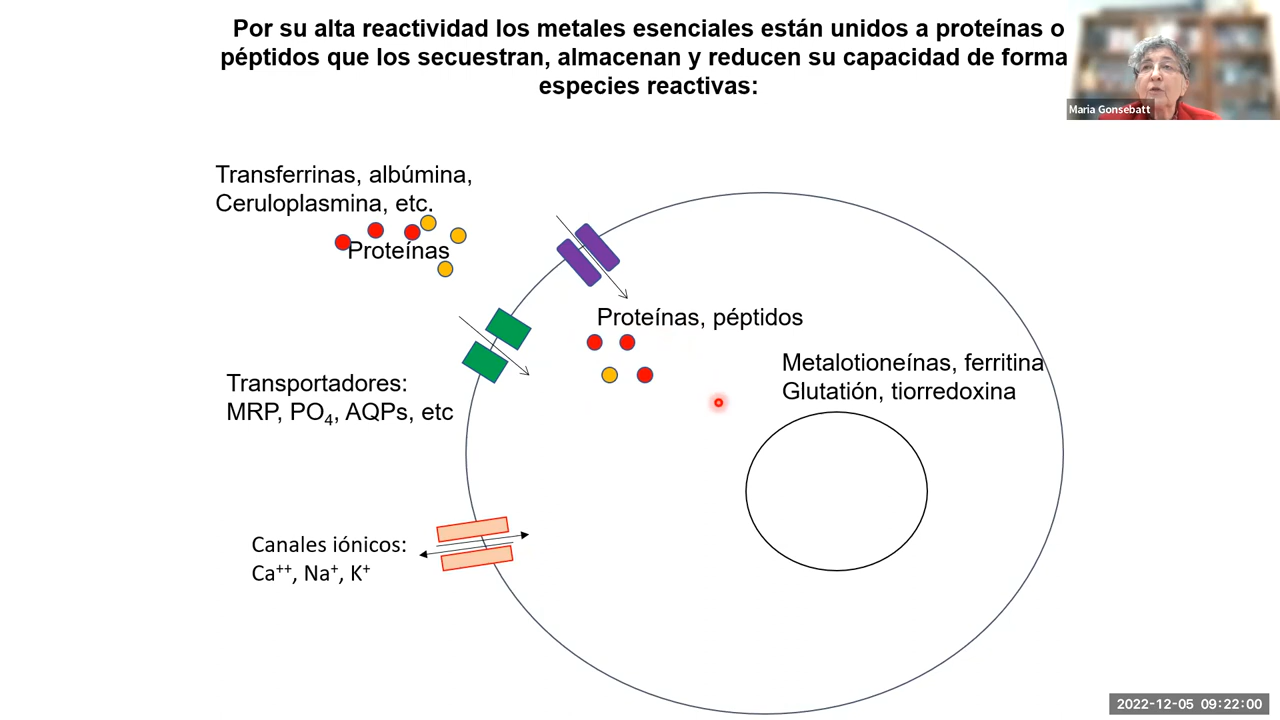 Por su alta reactividad los metales esenciales están unidos a proteínas o
péptidos que los secuestran, almacenan y reducen su capacidad de forma
especies reactivas:
Maria Gonsebatt
Transferrinas, albúmina,
Ceruloplasmina, etc.
Proteínas
Proteínas, péptidos
Metalotioneínas, ferritina
Glutatión, tiorredoxina
Transportadores:
MRP, PO₄, AQPs, etc
Canales iónicos:
Ca⁺⁺, Na⁺, K⁺
2022-12-05 09:22:00